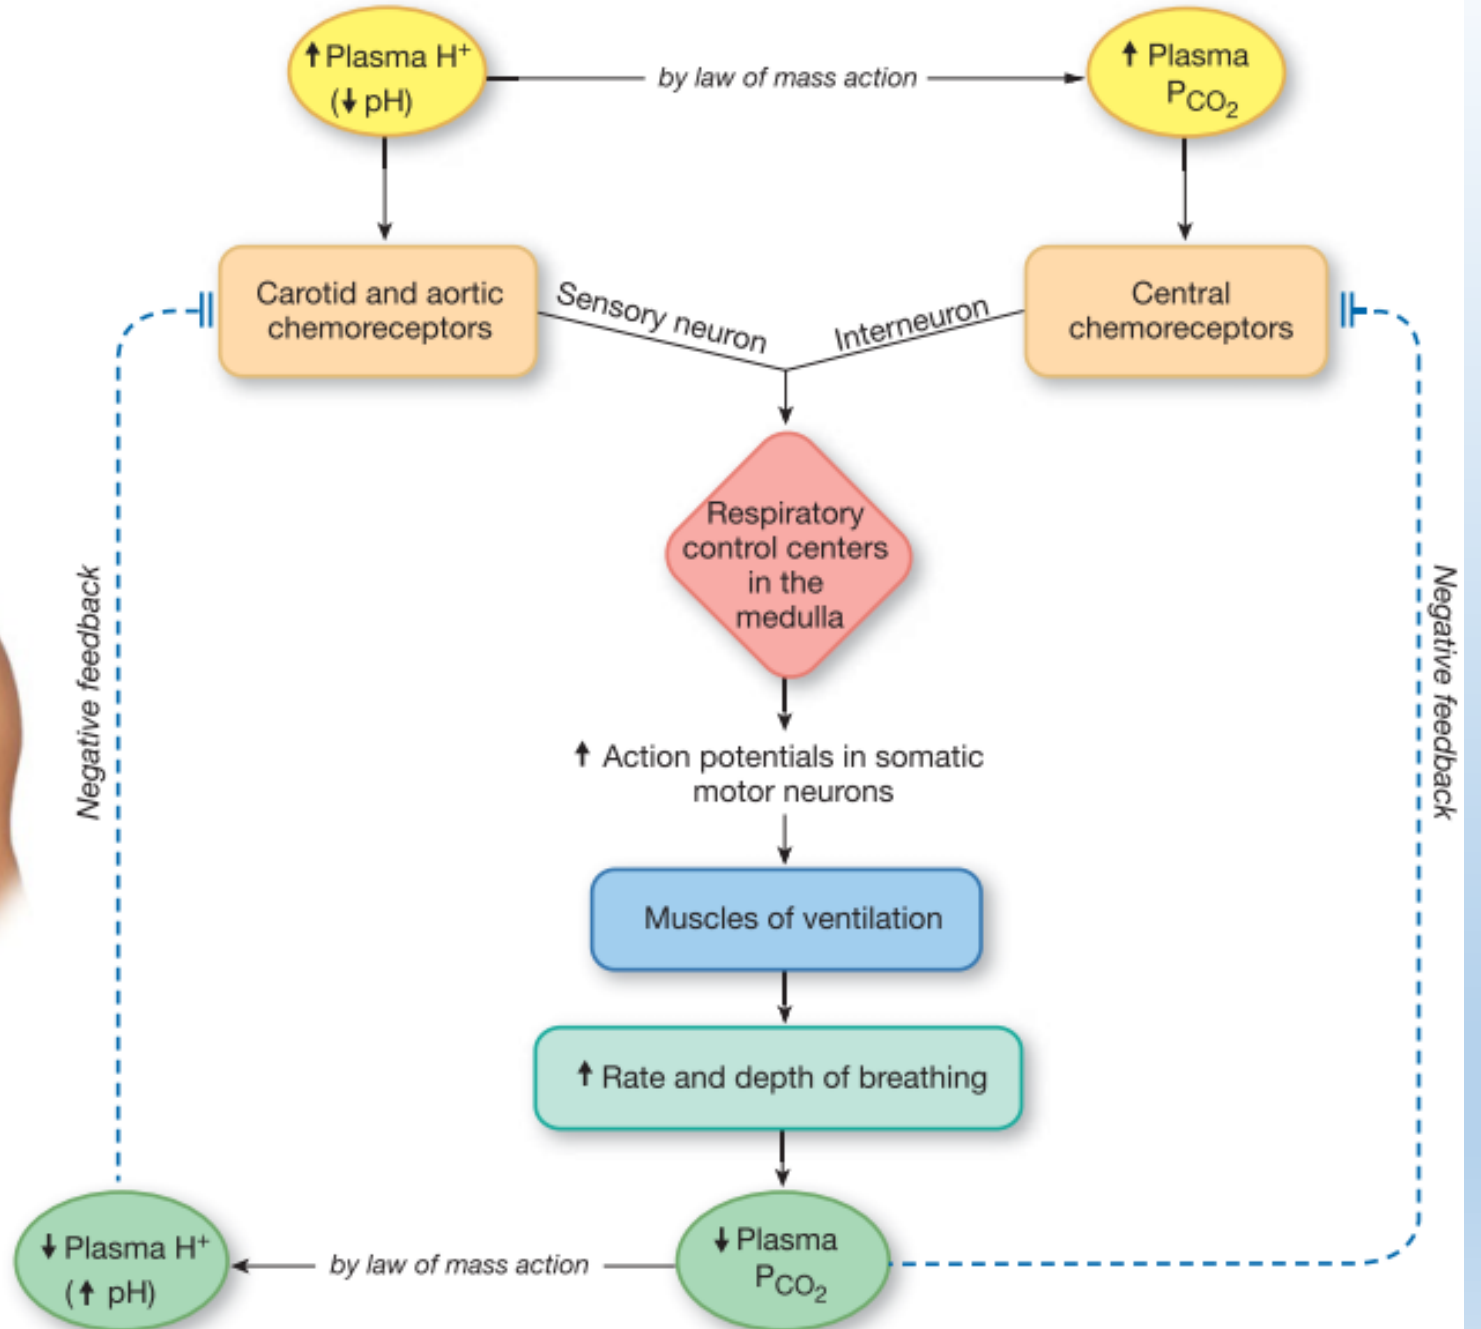 ↑ Plasma H⁺
(↓ pH)
by law of mass action
↑ Plasma
P_CO₂
Carotid and aortic
chemoreceptors
Sensory neuron
Interneuron
Central
chemoreceptors
Respiratory
control centers
in the
medulla
Negative feedback
Negative feedback
↑ Action potentials in somatic
motor neurons
Muscles of ventilation
↑ Rate and depth of breathing
↓ Plasma H⁺
(↑ pH)
by law of mass action
↓ Plasma
P_CO₂